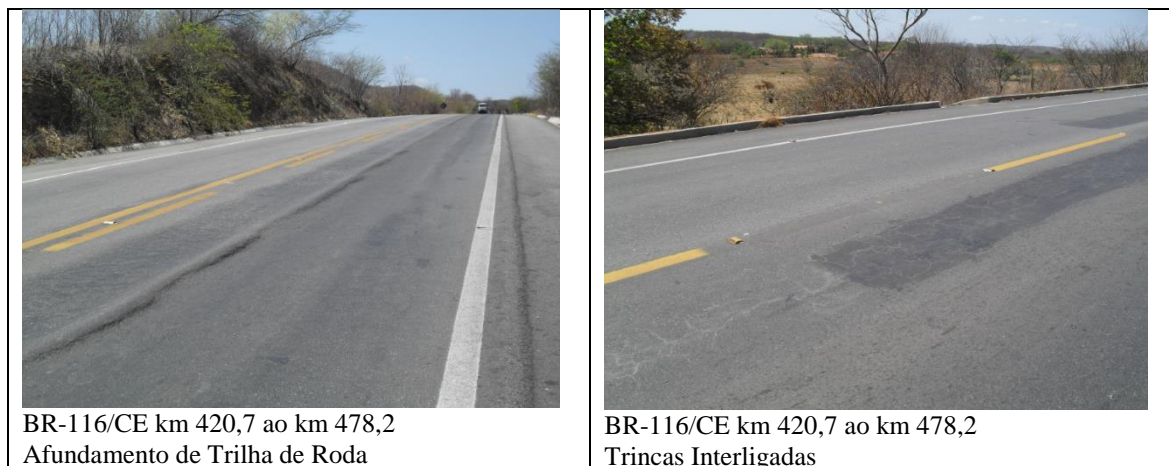 BR-116/CE km 420,7 ao km 478,2
Afundamento de Trilha de Roda
BR-116/CE km 420,7 ao km 478,2
Trincas Interligadas